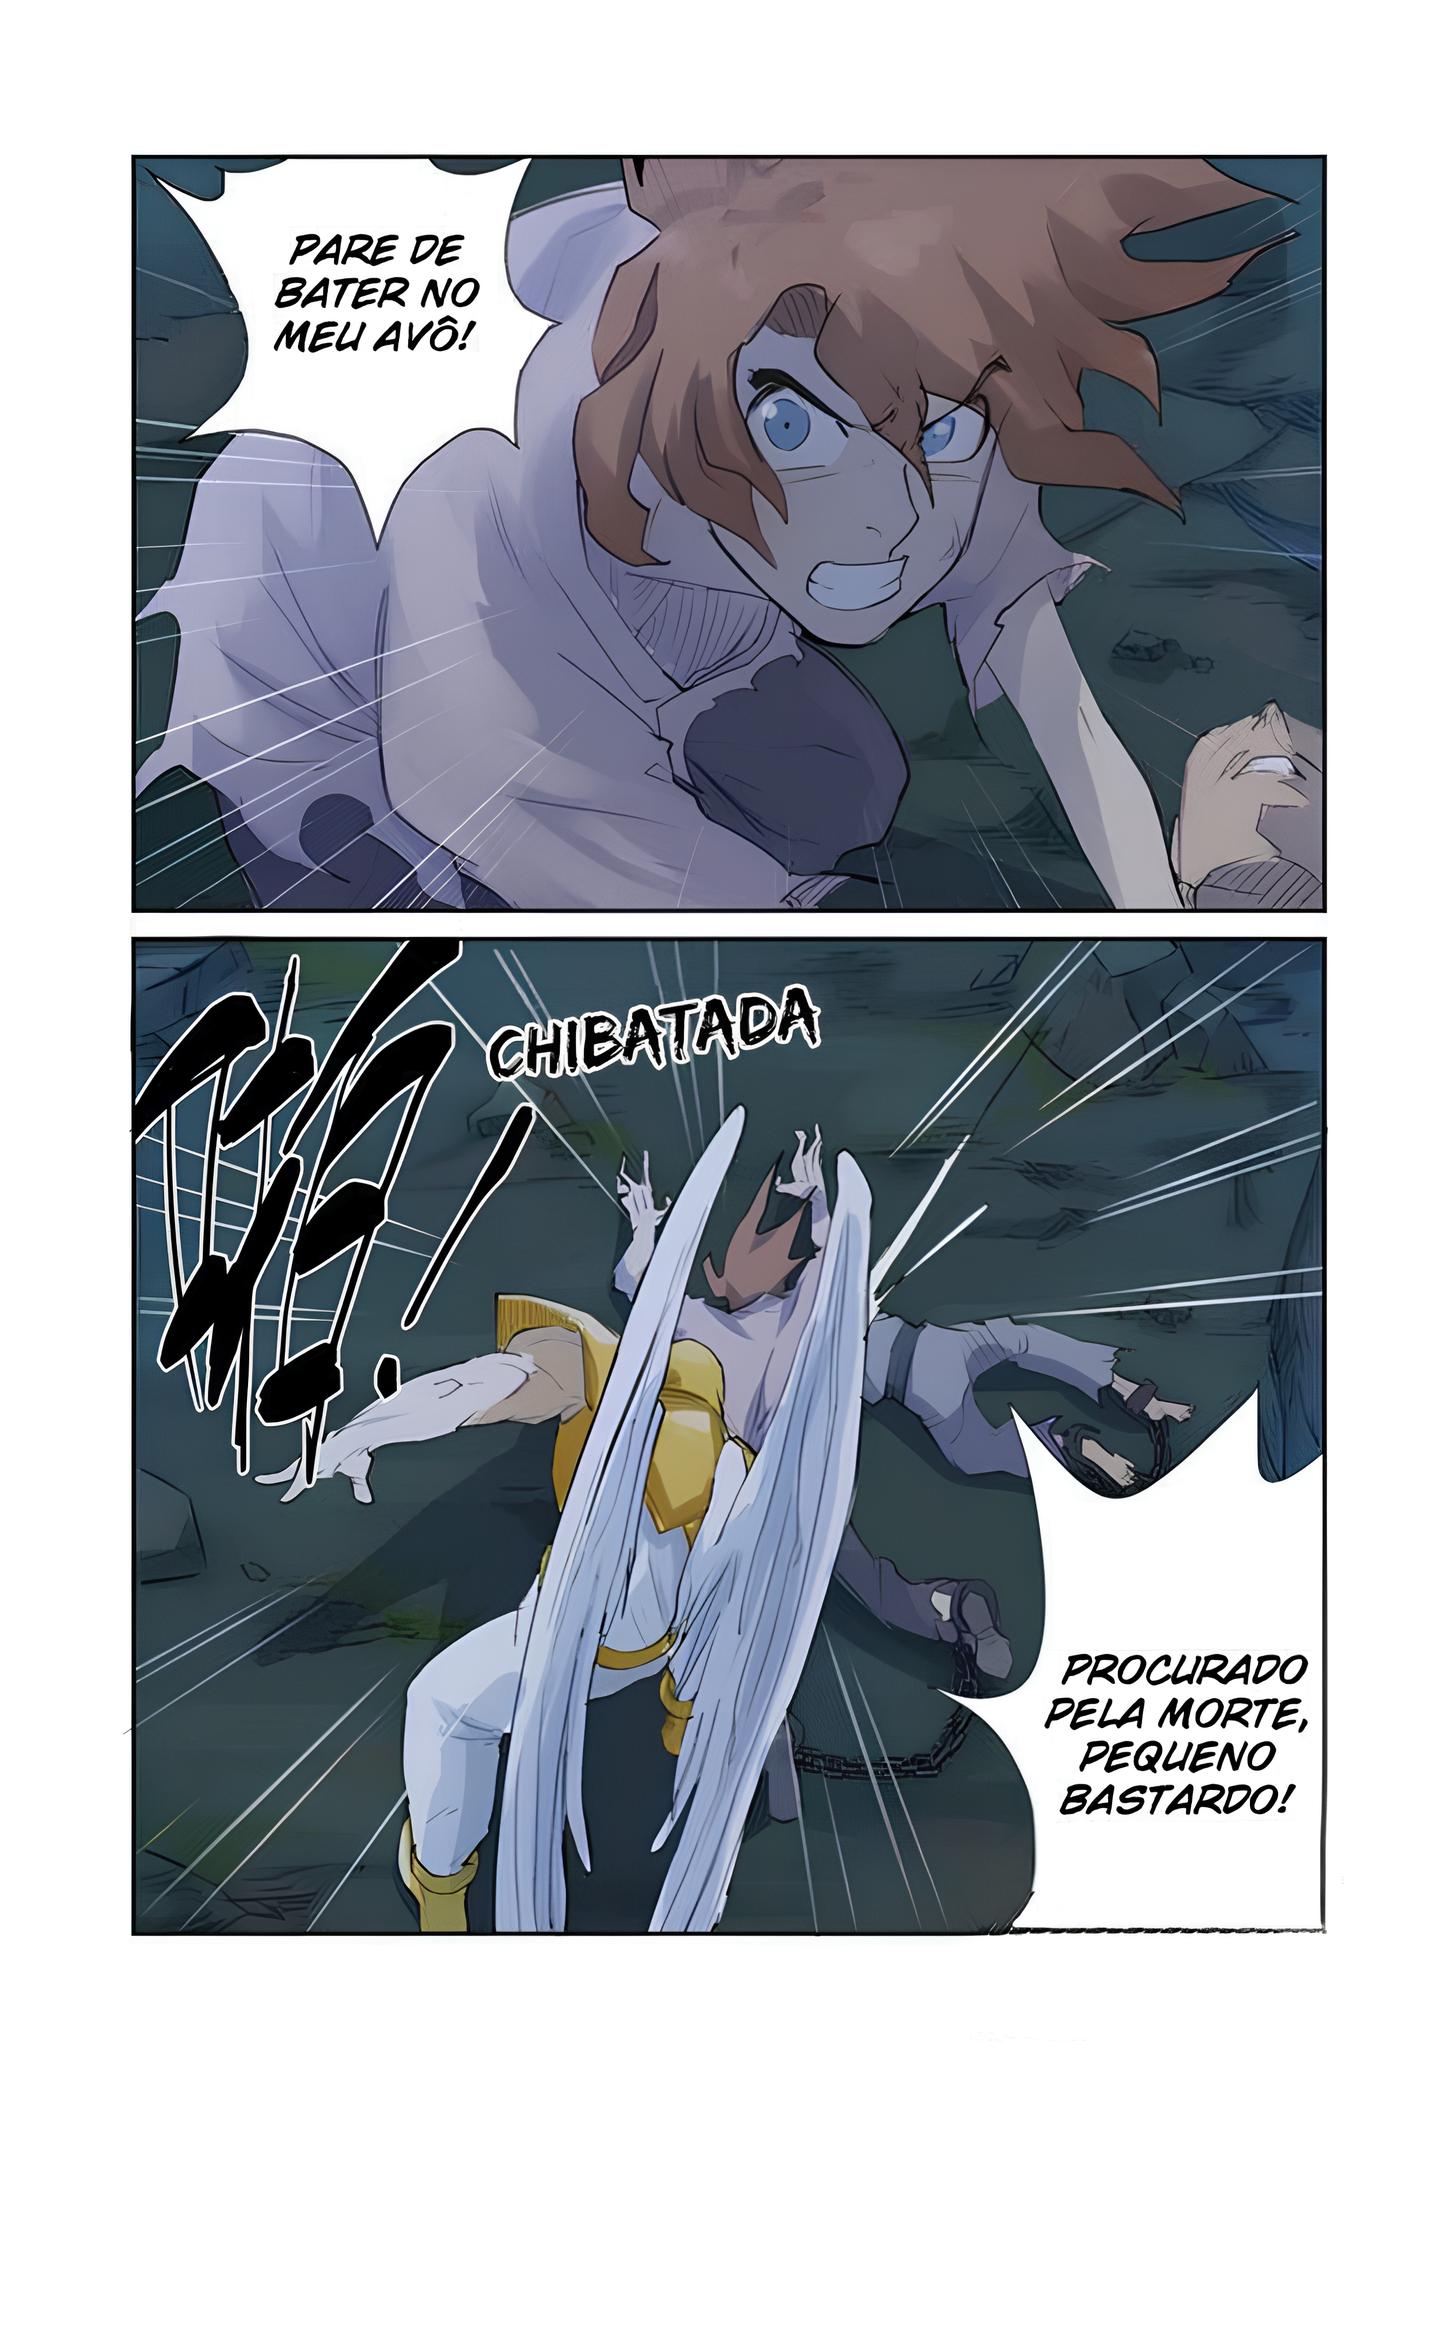 PARE DE
BATER NO
MEU AVÔ!
CHIBATADA
PROCURADO
PELA MORTE,
PEQUENO
BASTARDO!